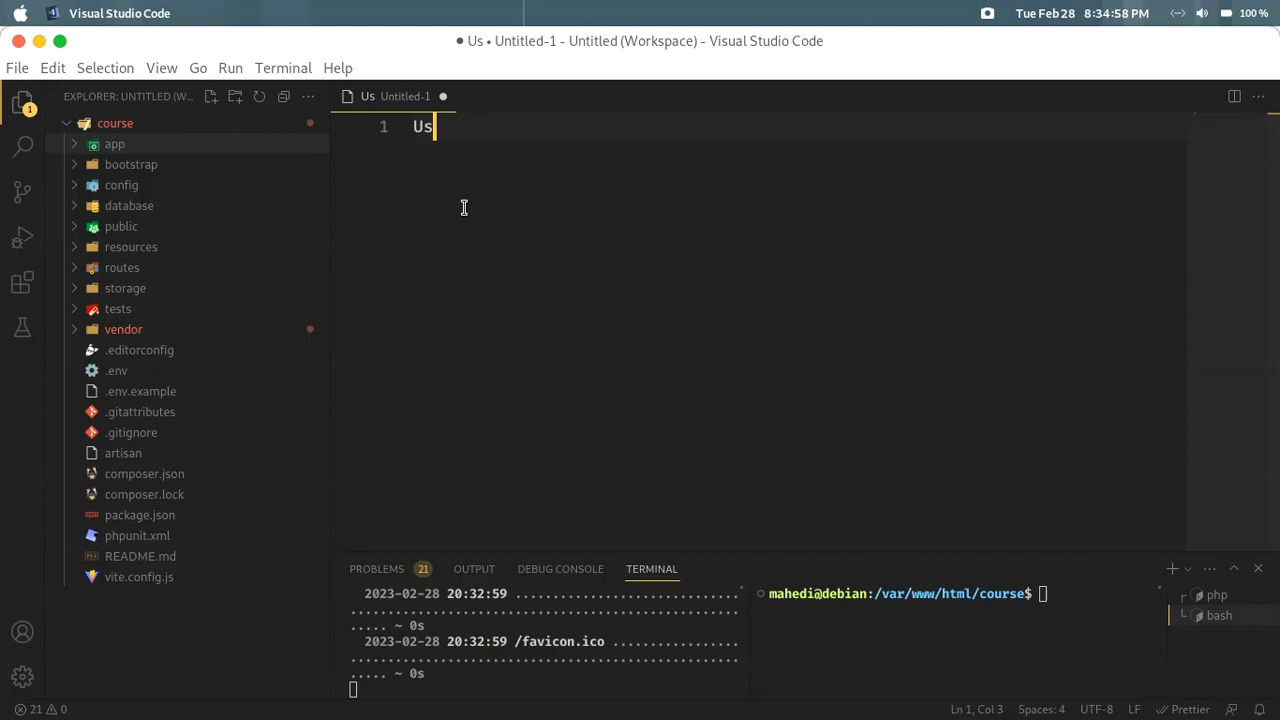 Visual Studio Code
Tue Feb 28 8:34:58 PM 100 %
● Us • Untitled-1 - Untitled (Workspace) - Visual Studio Code
File Edit Selection View Go Run Terminal Help
EXPLORER: UNTITLED (W...
Us Untitled-1
1 Us
1
course
app
bootstrap
config
database
public
resources
routes
storage
tests
vendor
.editorconfig
.env
.env.example
.gitattributes
.gitignore
artisan
composer.json
composer.lock
package.json
phpunit.xml
README.md
vite.config.js
PROBLEMS 21 OUTPUT DEBUG CONSOLE TERMINAL
2023-02-28 20:32:59 ................................
.......................................................
..... ~ 0s
2023-02-28 20:32:59 /favicon.ico ..................
.......................................................
..... ~ 0s
mahedi@debian:/var/www/html/course$
php
bash
21 0 Ln 1, Col 3 Spaces: 4 UTF-8 LF Prettier